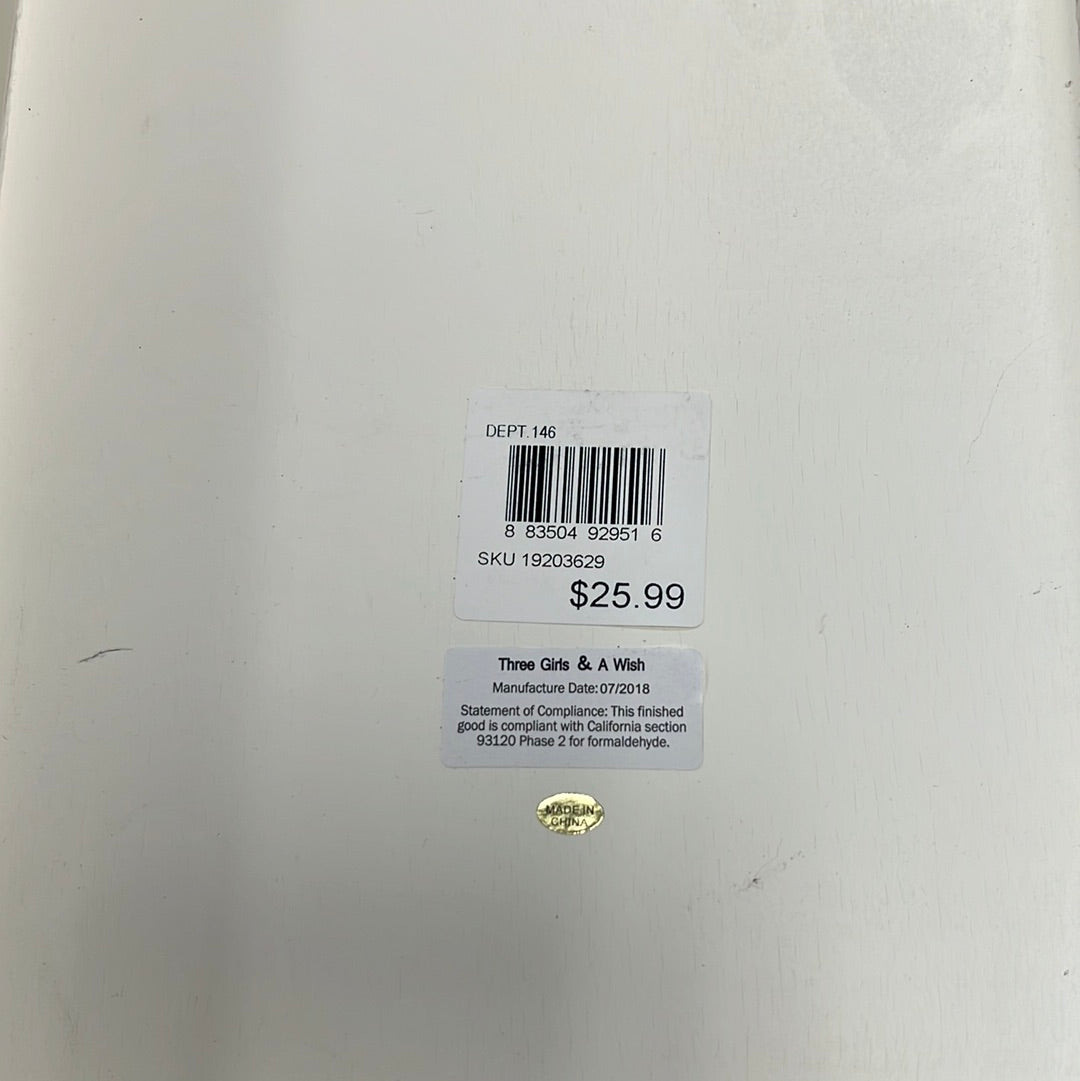 DEPT.146
8 83504 92951 6
SKU 19203629
$25.99
Three Girls & A Wish
Manufacture Date: 07/2018
Statement of Compliance: This finished
good is compliant with California section
93120 Phase 2 for formaldehyde.
MADE IN
CHINA